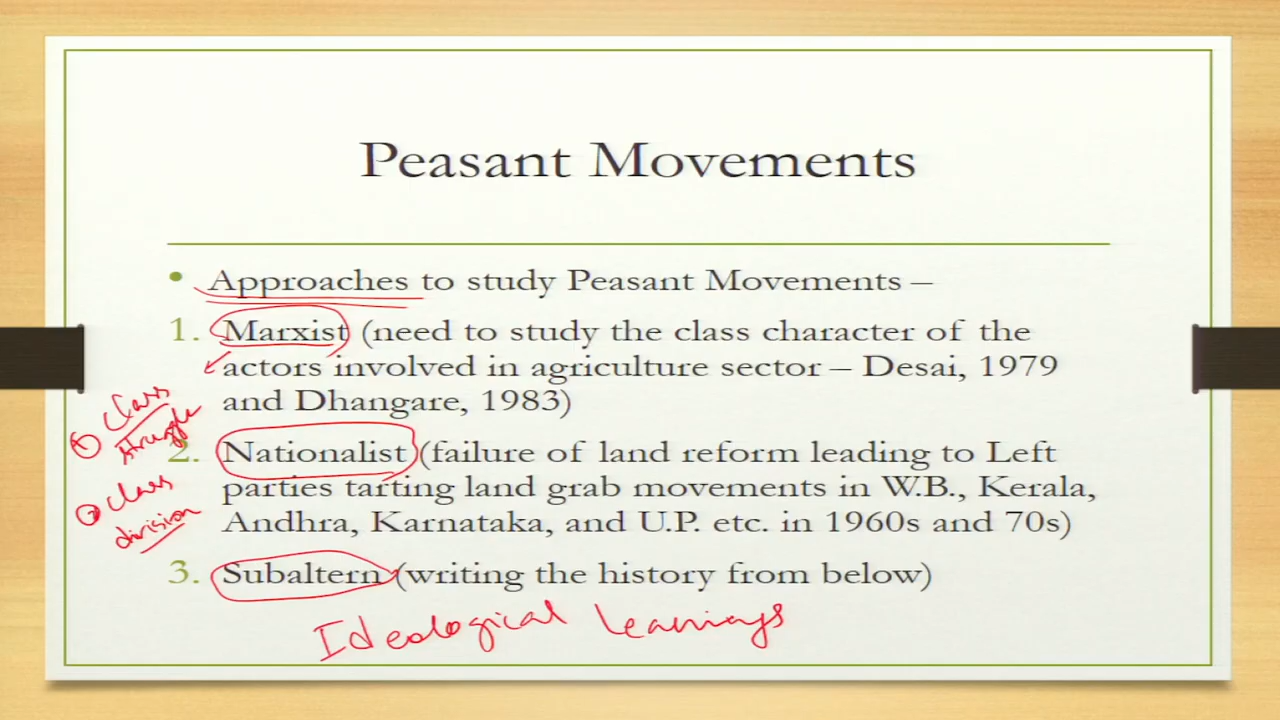 Peasant Movements
• Approaches to study Peasant Movements –
1. Marxist (need to study the class character of the
actors involved in agriculture sector – Desai, 1979
and Dhangare, 1983)
2. Nationalist (failure of land reform leading to Left
parties tarting land grab movements in W.B., Kerala,
Andhra, Karnataka, and U.P. etc. in 1960s and 70s)
3. Subaltern (writing the history from below)
① class
struggle
② class
division
Ideological learnings